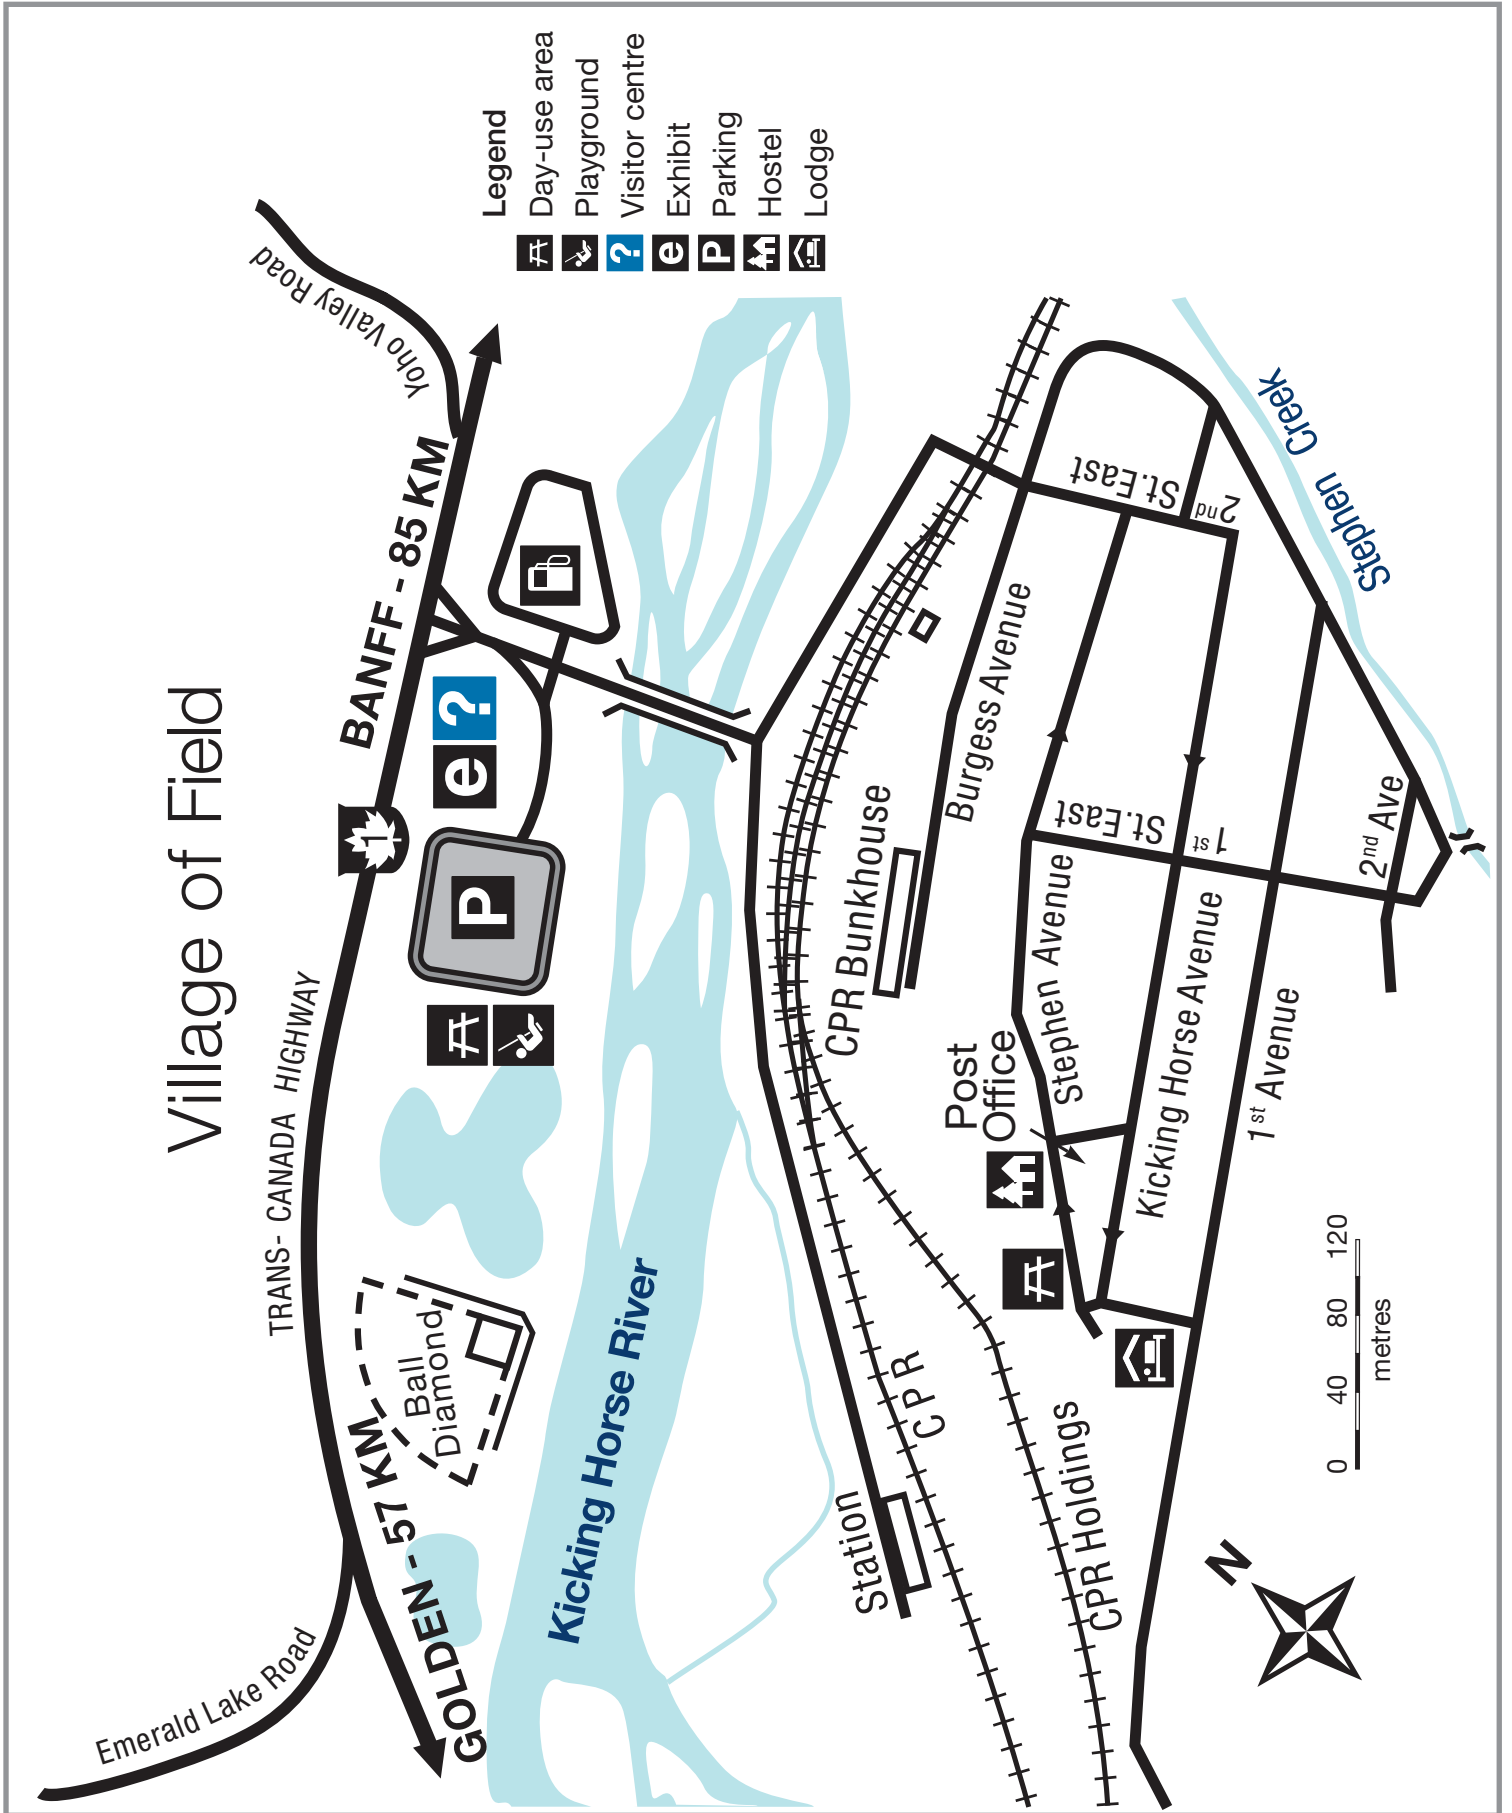 Village of Field
Emerald Lake Road
TRANS- CANADA HIGHWAY
1
Yoho Valley Road
GOLDEN - 57 KM
BANFF - 85 KM
Legend
Day-use area
Playground
? Visitor centre
e Exhibit
P Parking
Hostel
Lodge
Ball
Diamond
P
e ?
Kicking Horse River
Station
C P R
CPR Holdings
CPR Bunkhouse
Burgess Avenue
Post
Office
Stephen Avenue
Kicking Horse Avenue
1st Avenue
2nd Ave
1st St.East
2nd St.East
Stephen Creek
N
0 40 80 120
metres